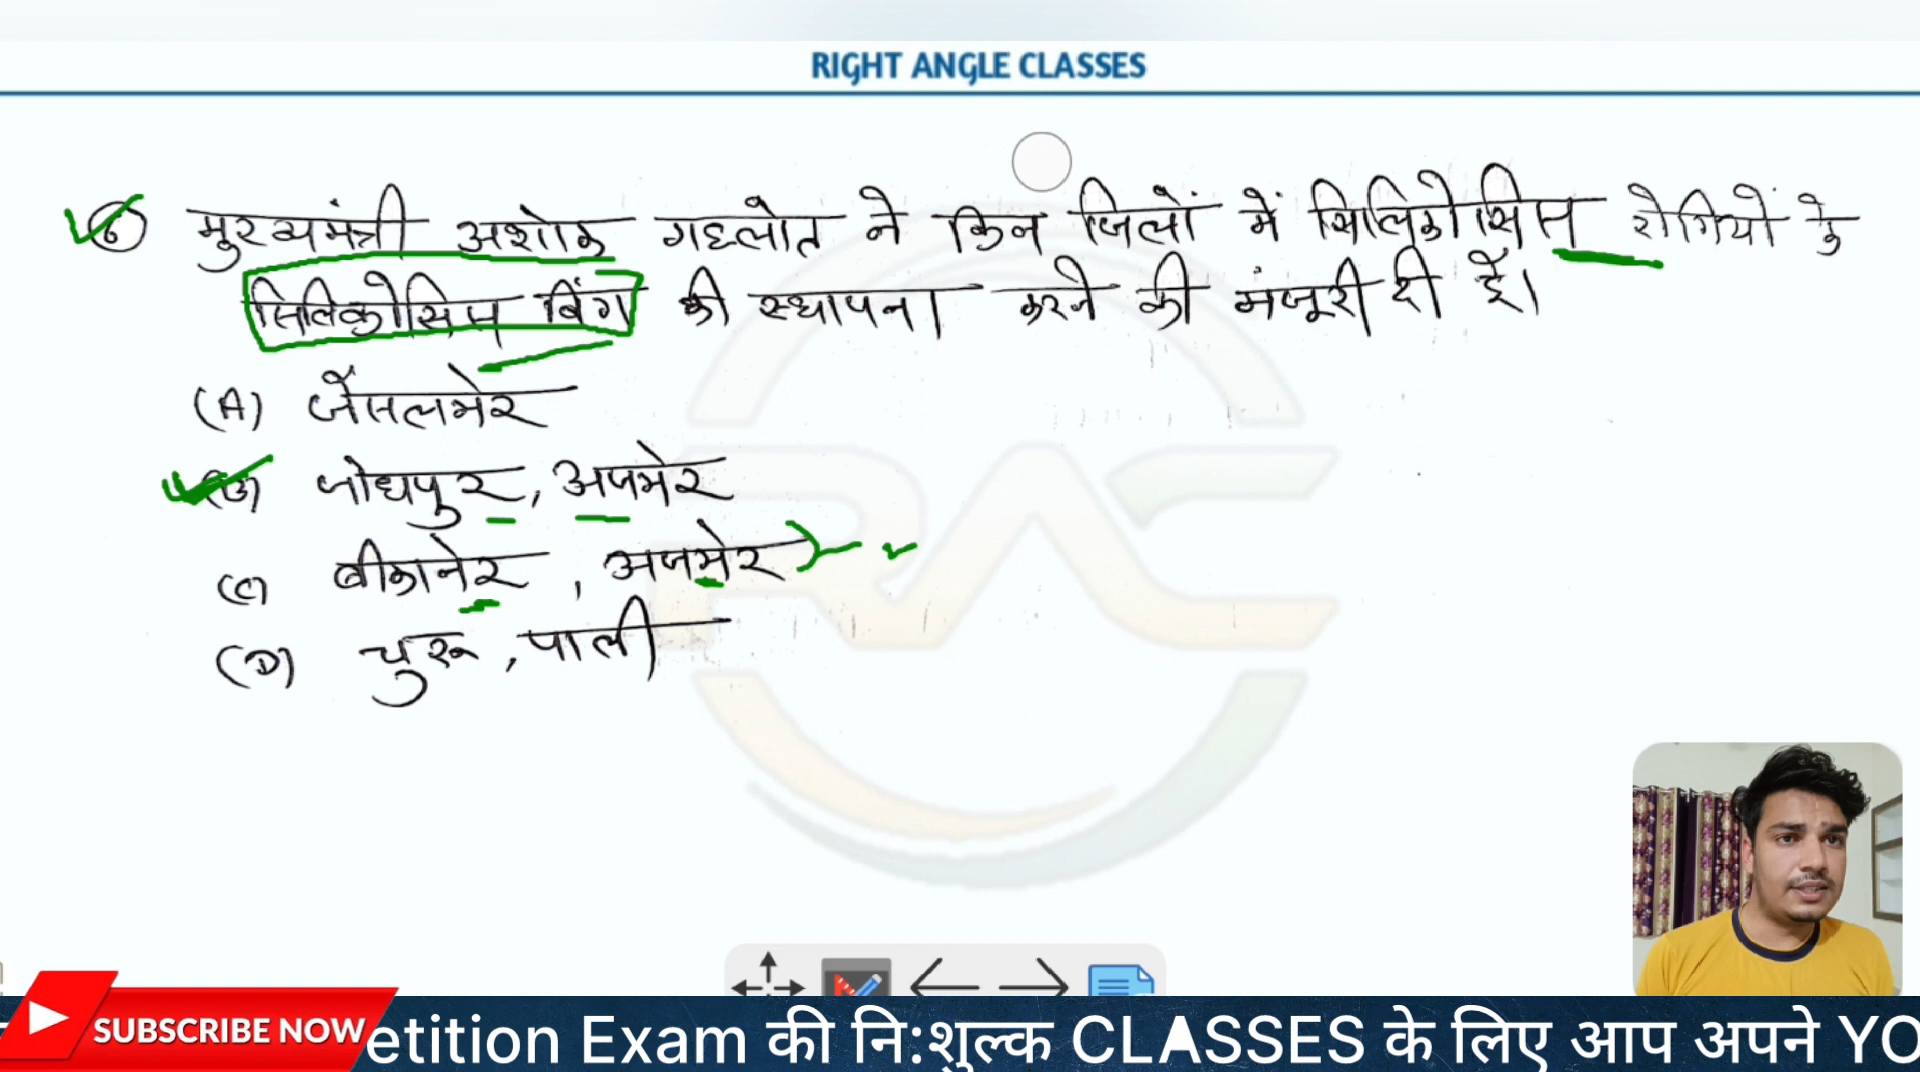 RIGHT ANGLE CLASSES
मुख्यमंत्री अशोक गहलोत ने किन जिलों में सिलिकोसिस रोगियों के
सिलिकोसिस विंग की स्थापना करने की मंजूरी दी है।
(A) जैसलमेर
(B) जोधपुर, अजमेर
(C) बीकानेर, अजमेर
(D) चुरू, पाली
RAC
SUBSCRIBE NOW
etition Exam की नि:शुल्क CLASSES के लिए आप अपने YO